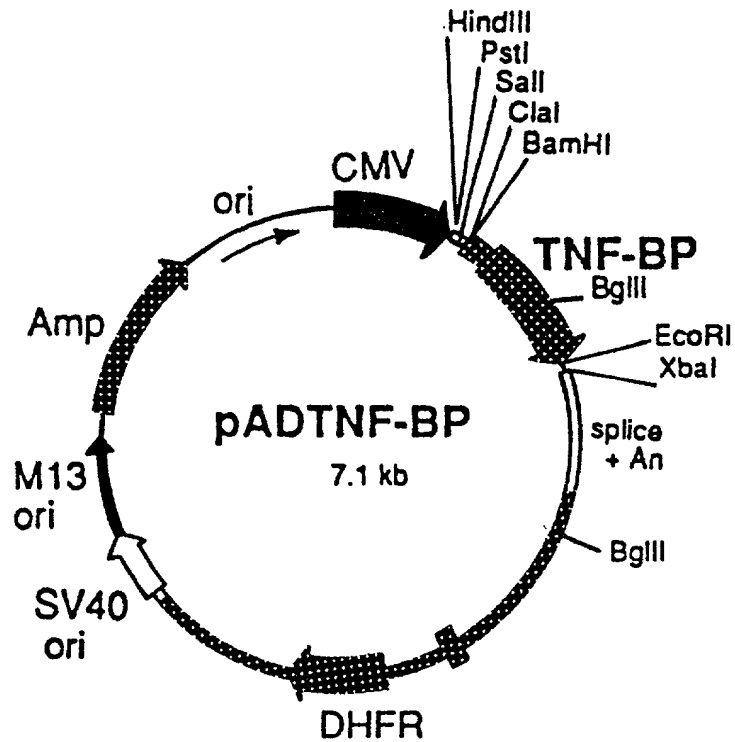 HindIII
PstI
SalI
ClaI
BamHI
CMV
ori
TNF-BP
BglII
EcoRI
XbaI
Amp
pADTNF-BP
7.1 kb
splice
+ An
M13
ori
BglII
SV40
ori
DHFR